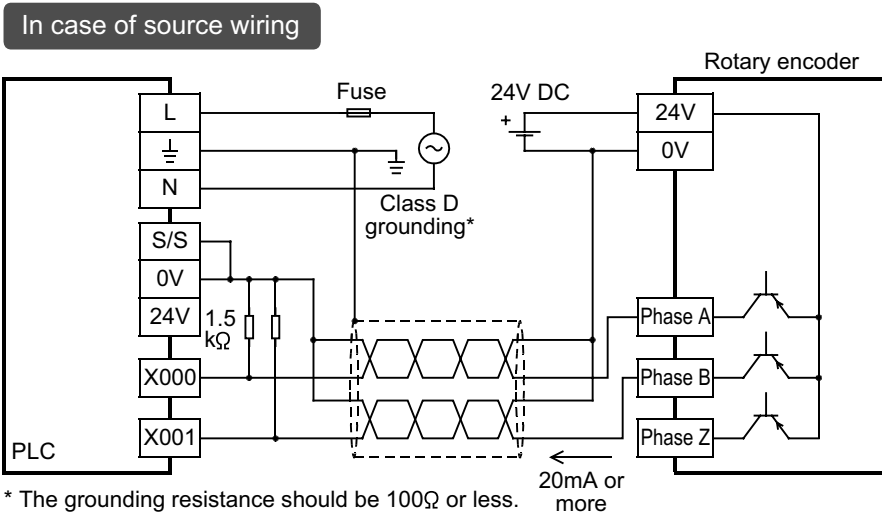 In case of source wiring
Rotary encoder
Fuse
24V DC
+
L
N
S/S
0V
24V
X000
X001
PLC
Class D
grounding*
1.5
kΩ
24V
0V
Phase A
Phase B
Phase Z
20mA or
more
* The grounding resistance should be 100Ω or less.